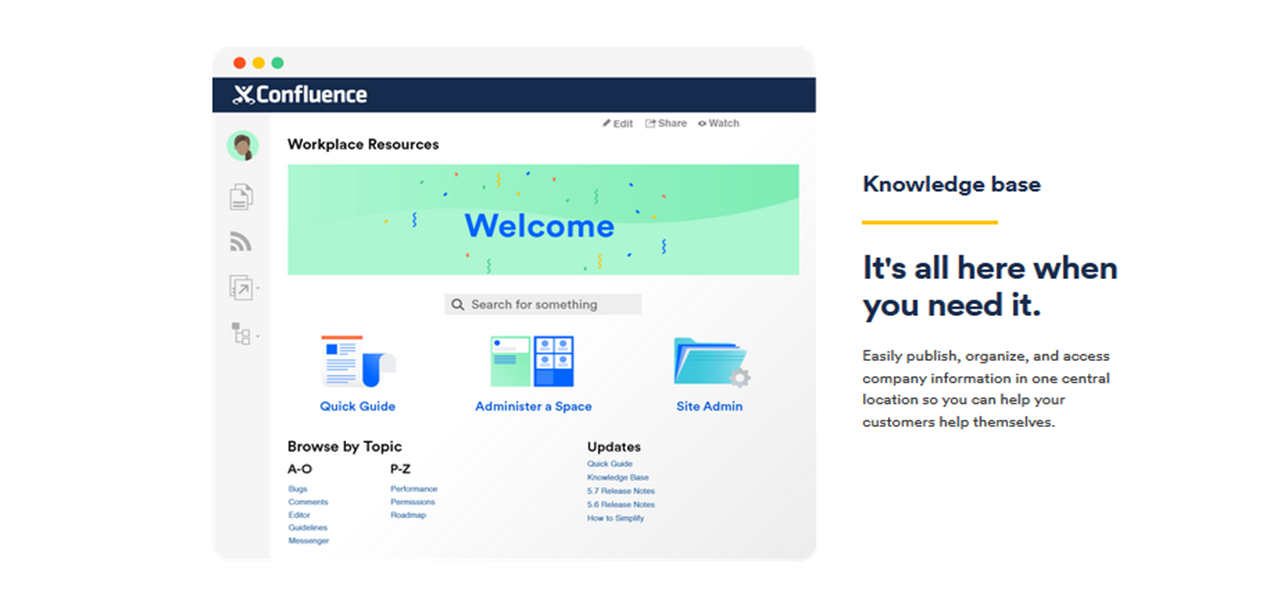 Confluence
Edit Share Watch
Workplace Resources
Welcome
Search for something
Quick Guide
Administer a Space
Site Admin
Browse by Topic
A-O
Bugs
Comments
Editor
Guidelines
Messenger
P-Z
Performance
Permissions
Roadmap
Updates
Quick Guide
Knowledge Base
5.7 Release Notes
5.6 Release Notes
How to Simplify
Knowledge base
It's all here when
you need it.
Easily publish, organize, and access
company information in one central
location so you can help your
customers help themselves.